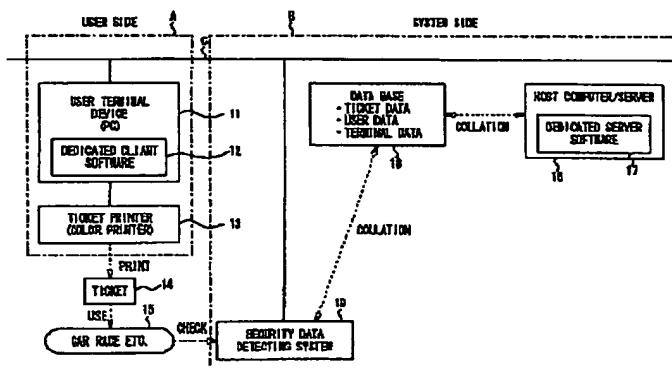 USER SIDE
A
B
SYSTEM SIDE
C
USER TERMINAL
DEVICE
(PC)
11
DEDICATED CLIENT
SOFTWARE
12
TICKET PRINTER
(COLOR PRINTER)
13
PRINT
TICKET
14
USE
15
CAR RACE ETC.
CHECK
DATA BASE
• TICKET DATA
• USER DATA
• TERMINAL DATA
18
COLLATION
HOST COMPUTER/SERVER
DEDICATED SERVER
SOFTWARE
16
17
COLLATION
19
SECURITY DATA
DETECTING SYSTEM